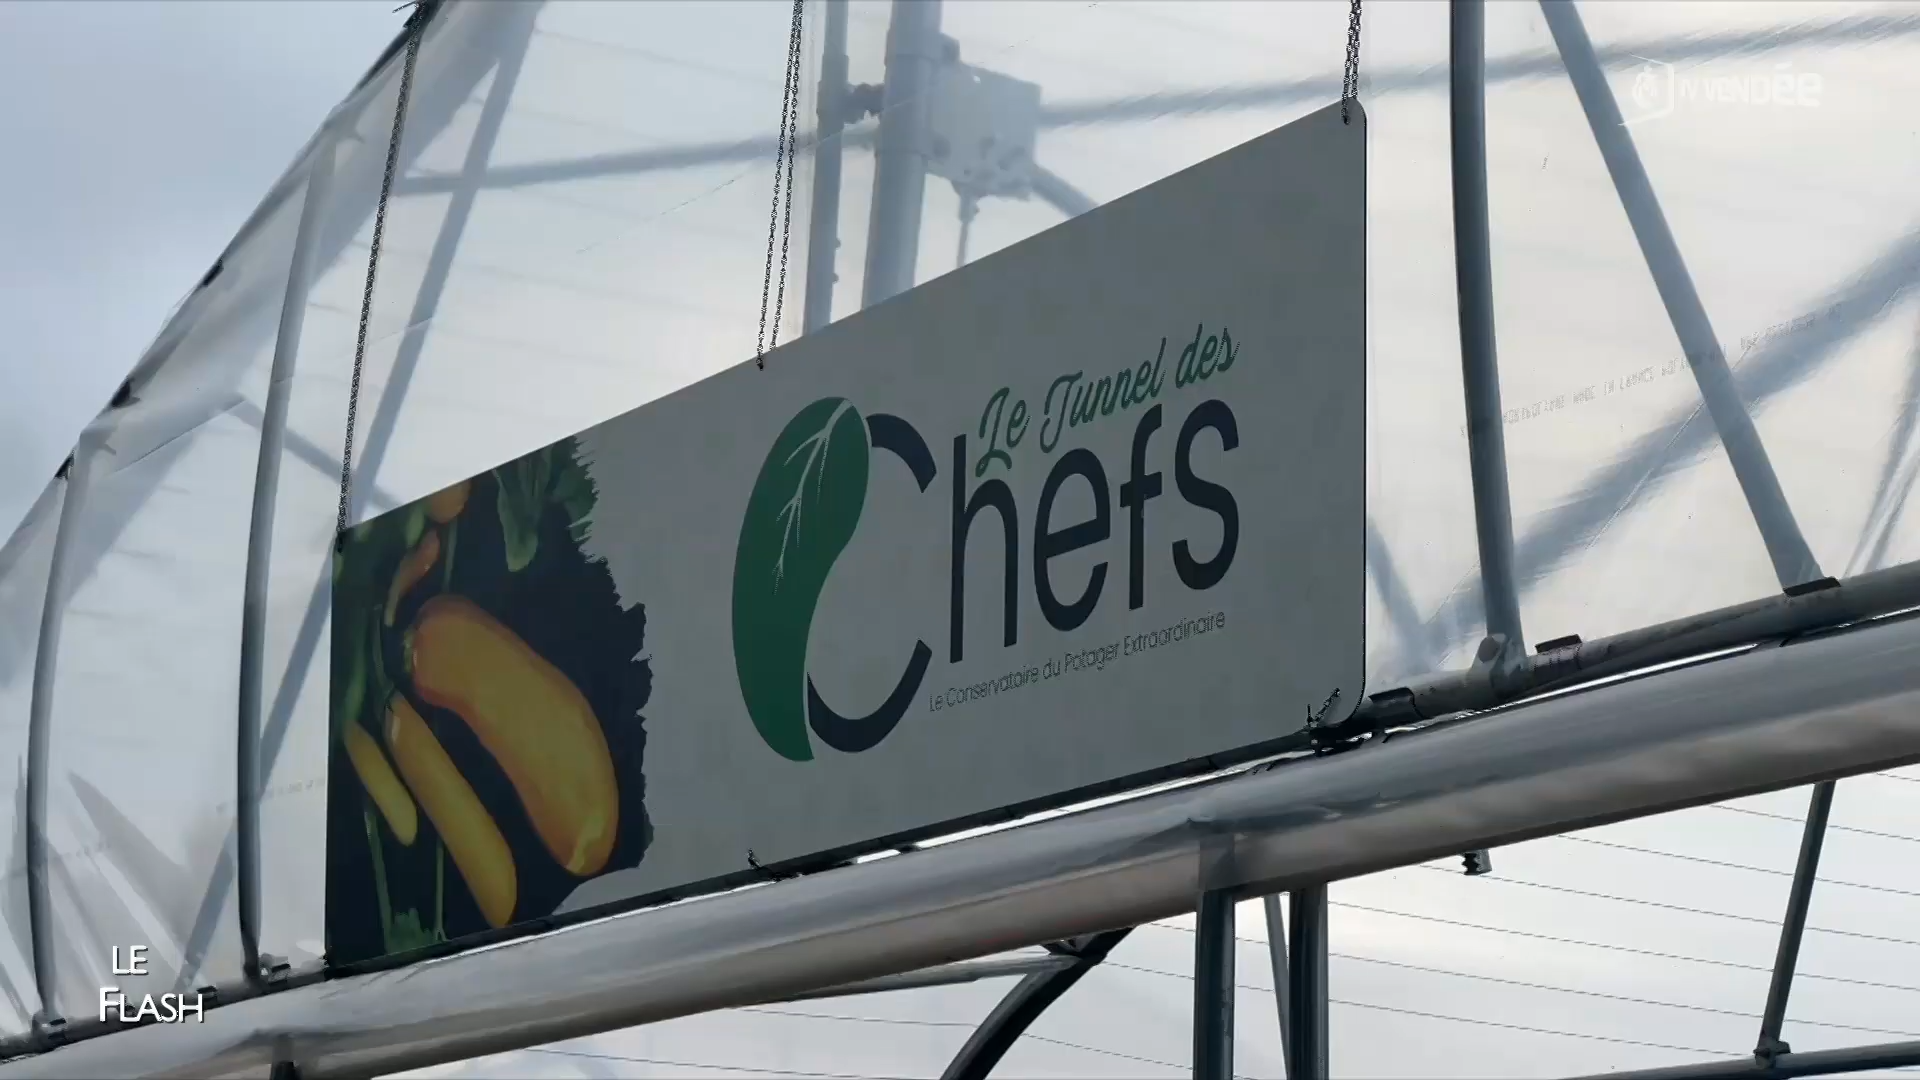 TV VENDÉE
Le Tunnel des
Chefs
Le Conservatoire du Potager Extraordinaire
LE
FLASH